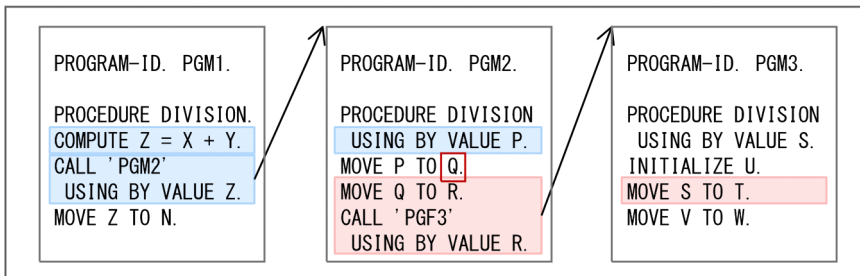 PROGRAM-ID. PGM1.
PROCEDURE DIVISION.
COMPUTE Z = X + Y.
CALL 'PGM2'
USING BY VALUE Z.
MOVE Z TO N.
PROGRAM-ID. PGM2.
PROCEDURE DIVISION
USING BY VALUE P.
MOVE P TO Q.
MOVE Q TO R.
CALL 'PGF3'
USING BY VALUE R.
PROGRAM-ID. PGM3.
PROCEDURE DIVISION
USING BY VALUE S.
INITIALIZE U.
MOVE S TO T.
MOVE V TO W.